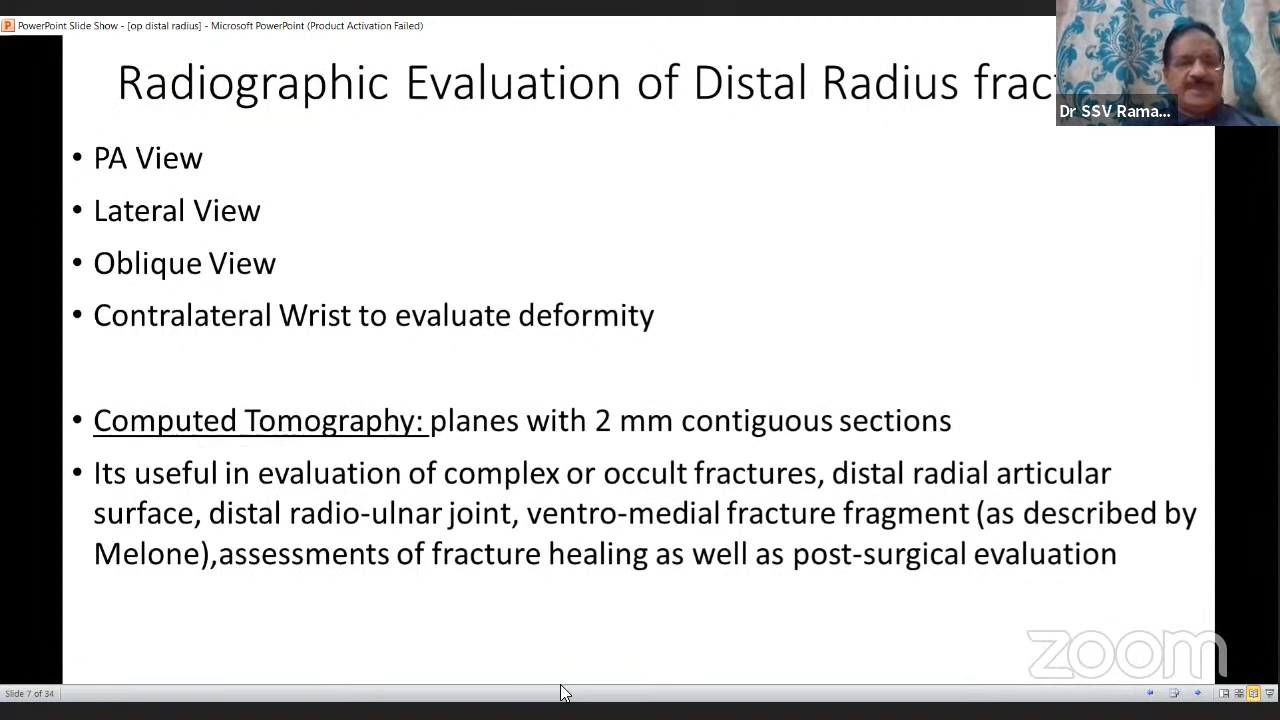 PowerPoint Slide Show - [op distal radius] - Microsoft PowerPoint (Product Activation Failed)
Radiographic Evaluation of Distal Radius fract
Dr SSV Rama...
• PA View
• Lateral View
• Oblique View
• Contralateral Wrist to evaluate deformity
• Computed Tomography: planes with 2 mm contiguous sections
• Its useful in evaluation of complex or occult fractures, distal radial articular
surface, distal radio-ulnar joint, ventro-medial fracture fragment (as described by
Melone),assessments of fracture healing as well as post-surgical evaluation
zoom
Slide 7 of 34